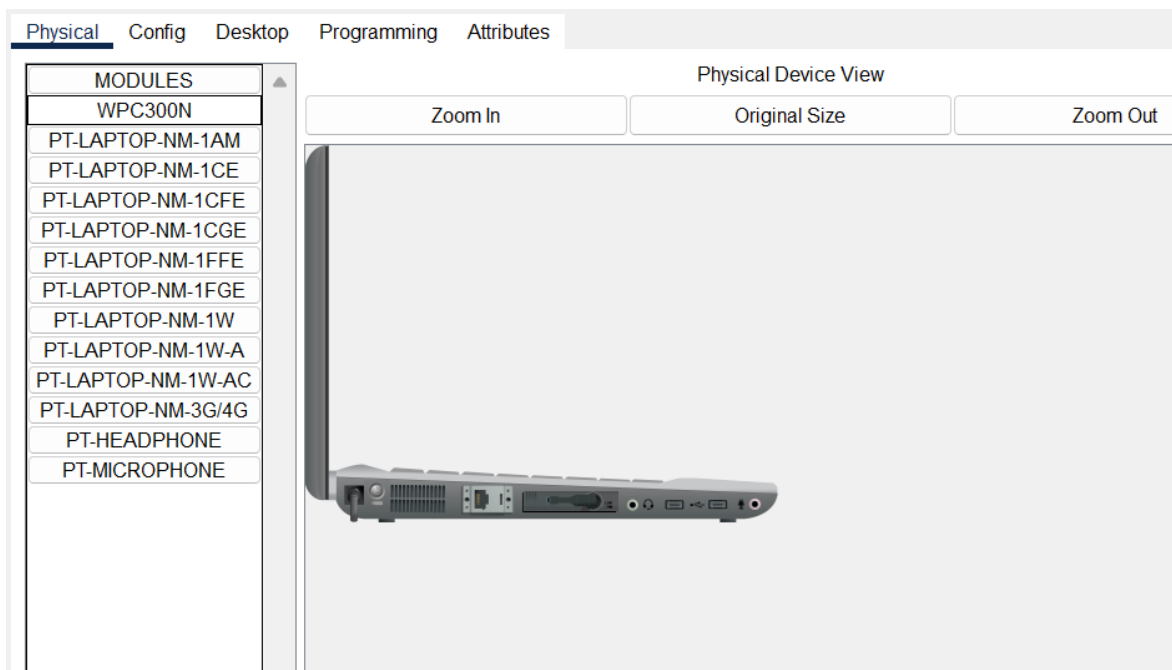 Physical Config Desktop Programming Attributes
MODULES
WPC300N
PT-LAPTOP-NM-1AM
PT-LAPTOP-NM-1CE
PT-LAPTOP-NM-1CFE
PT-LAPTOP-NM-1CGE
PT-LAPTOP-NM-1FFE
PT-LAPTOP-NM-1FGE
PT-LAPTOP-NM-1W
PT-LAPTOP-NM-1W-A
PT-LAPTOP-NM-1W-AC
PT-LAPTOP-NM-3G/4G
PT-HEADPHONE
PT-MICROPHONE
Physical Device View
Zoom In Original Size Zoom Out